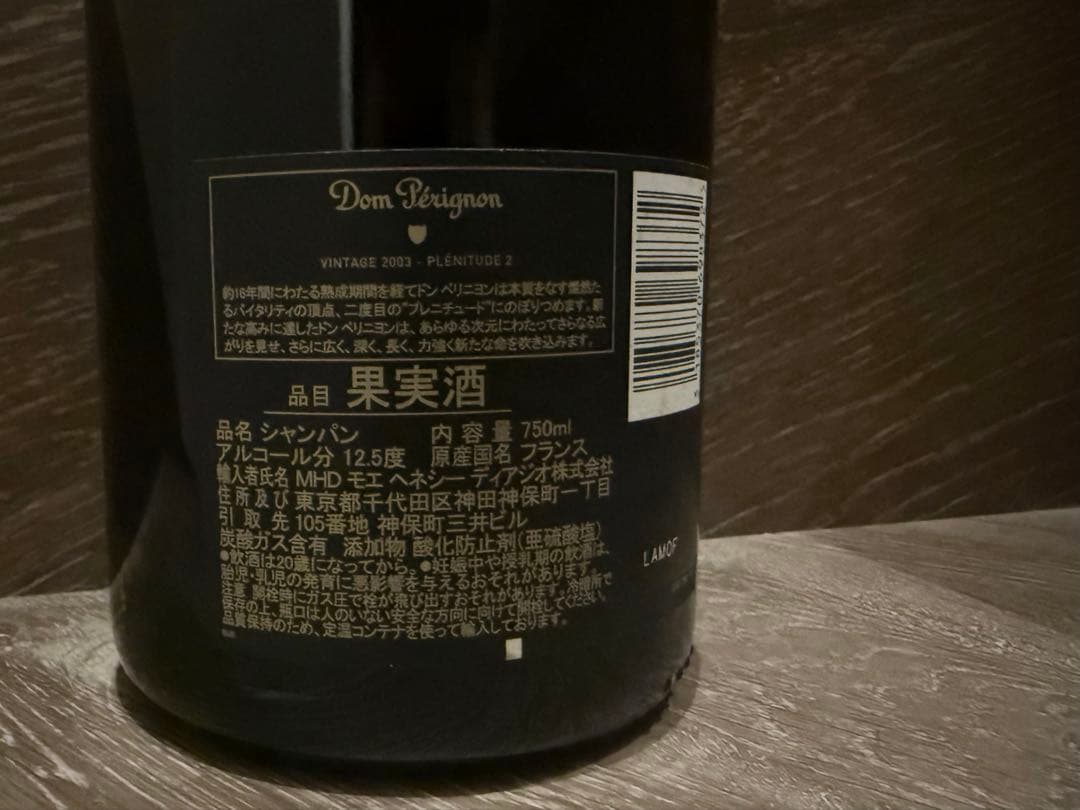 Dom Pérignon
VINTAGE 2003 - PLÉNITUDE 2
約16年間にわたる熟成期間を経てドン ペリニヨンは本質をなす毅然た
るバイタリティの頂点、二度目の"プレニチュード"にのぼりつめます。新
たな高みに達したドン ペリニヨンは、あらゆる次元にわたってさらなる広
がりを見せ、さらに広く、深く、長く、力強く新たな命を吹き込みます。
品目 果実酒
品名 シャンパン 内容量 750ml
アルコール分 12.5度 原産国名 フランス
輸入者氏名 MHD モエ ヘネシー ディアジオ株式会社
住所及び 東京都千代田区神田神保町一丁目
引取先 105番地 神保町三井ビル
炭酸ガス含有 添加物 酸化防止剤(亜硫酸塩)
●飲酒は20歳になってから。●妊娠中や授乳期の飲酒は、
胎児・乳児の発育に悪影響を与えるおそれがあります。
注意 開栓時にガス圧で栓が飛び出すおそれがあります。冷暗所で
保存の上、瓶口は人のいない安全な方向に向けて開栓してください。
品質保持のため、定温コンテナを使って輸入しております。
LAMOF